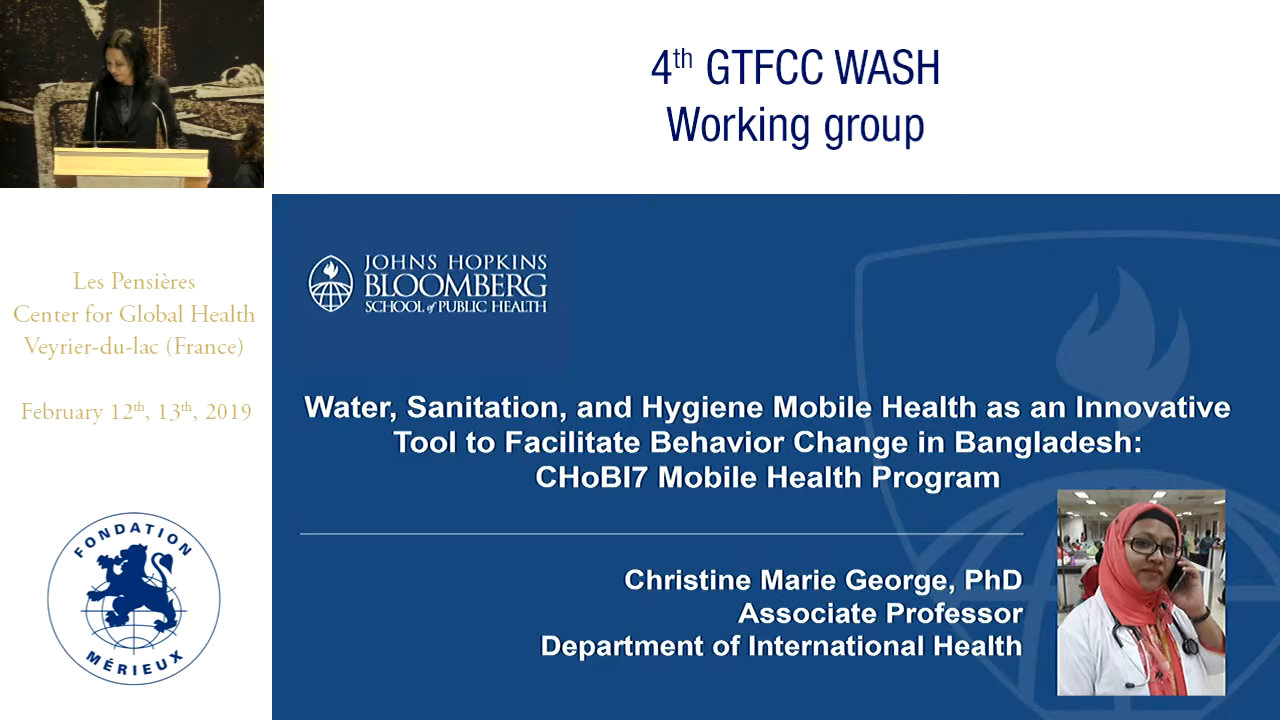 4th GTFCC WASH
Working group
Les Pensières
Center for Global Health
Veyrier-du-lac (France)
February 12th, 13th, 2019
FONDATION
MÉRIEUX
JOHNS HOPKINS
BLOOMBERG
SCHOOL of PUBLIC HEALTH
Water, Sanitation, and Hygiene Mobile Health as an Innovative
Tool to Facilitate Behavior Change in Bangladesh:
CHoBI7 Mobile Health Program
Christine Marie George, PhD
Associate Professor
Department of International Health